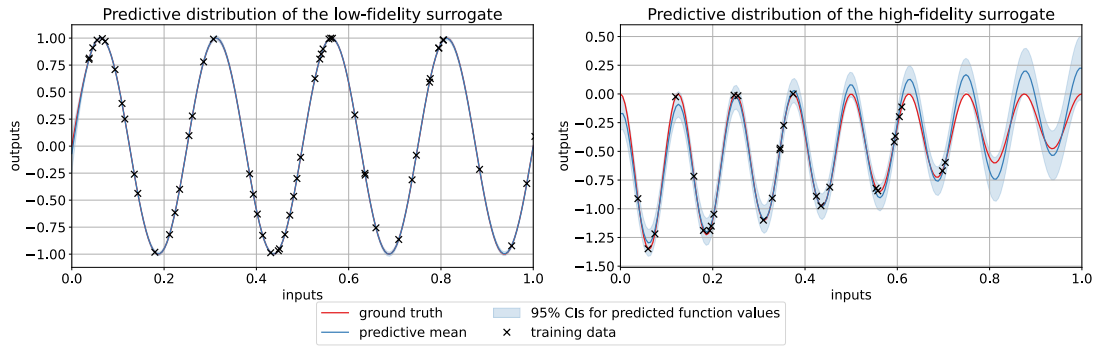 Predictive distribution of the low-fidelity surrogate
1.00
0.75
0.50
0.25
0.00
−0.25
−0.50
−0.75
−1.00
outputs
0.0 0.2 0.4 0.6 0.8 1.0
inputs
Predictive distribution of the high-fidelity surrogate
0.50
0.25
0.00
−0.25
−0.50
−0.75
−1.00
−1.25
−1.50
outputs
0.0 0.2 0.4 0.6 0.8 1.0
inputs
ground truth
predictive mean
95% CIs for predicted function values
training data